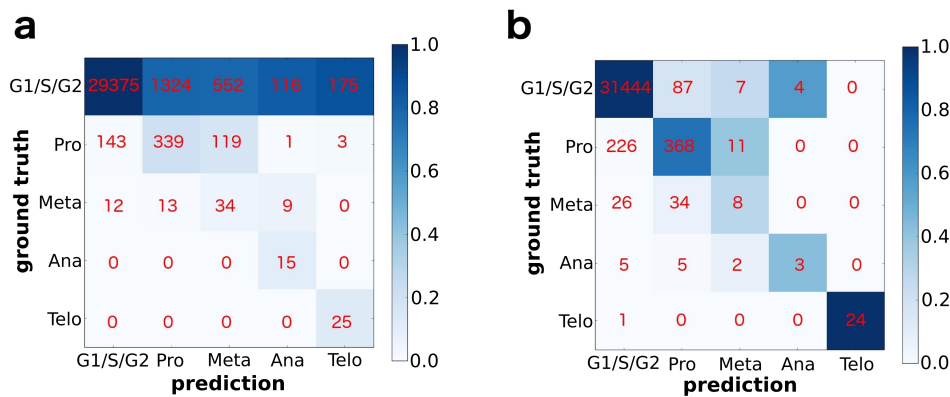 a
G1/S/G2 29375 1324 552 116 175
Pro 143 339 119 1 3
Meta 12 13 34 9 0
Ana 0 0 0 15 0
Telo 0 0 0 0 25
G1/S/G2 Pro Meta Ana Telo
prediction
ground truth
1.0
0.8
0.6
0.4
0.2
0.0
b
G1/S/G2 31444 87 7 4 0
Pro 226 368 11 0 0
Meta 26 34 8 0 0
Ana 5 5 2 3 0
Telo 1 0 0 0 24
G1/S/G2 Pro Meta Ana Telo
prediction
ground truth
1.0
0.8
0.6
0.4
0.2
0.0